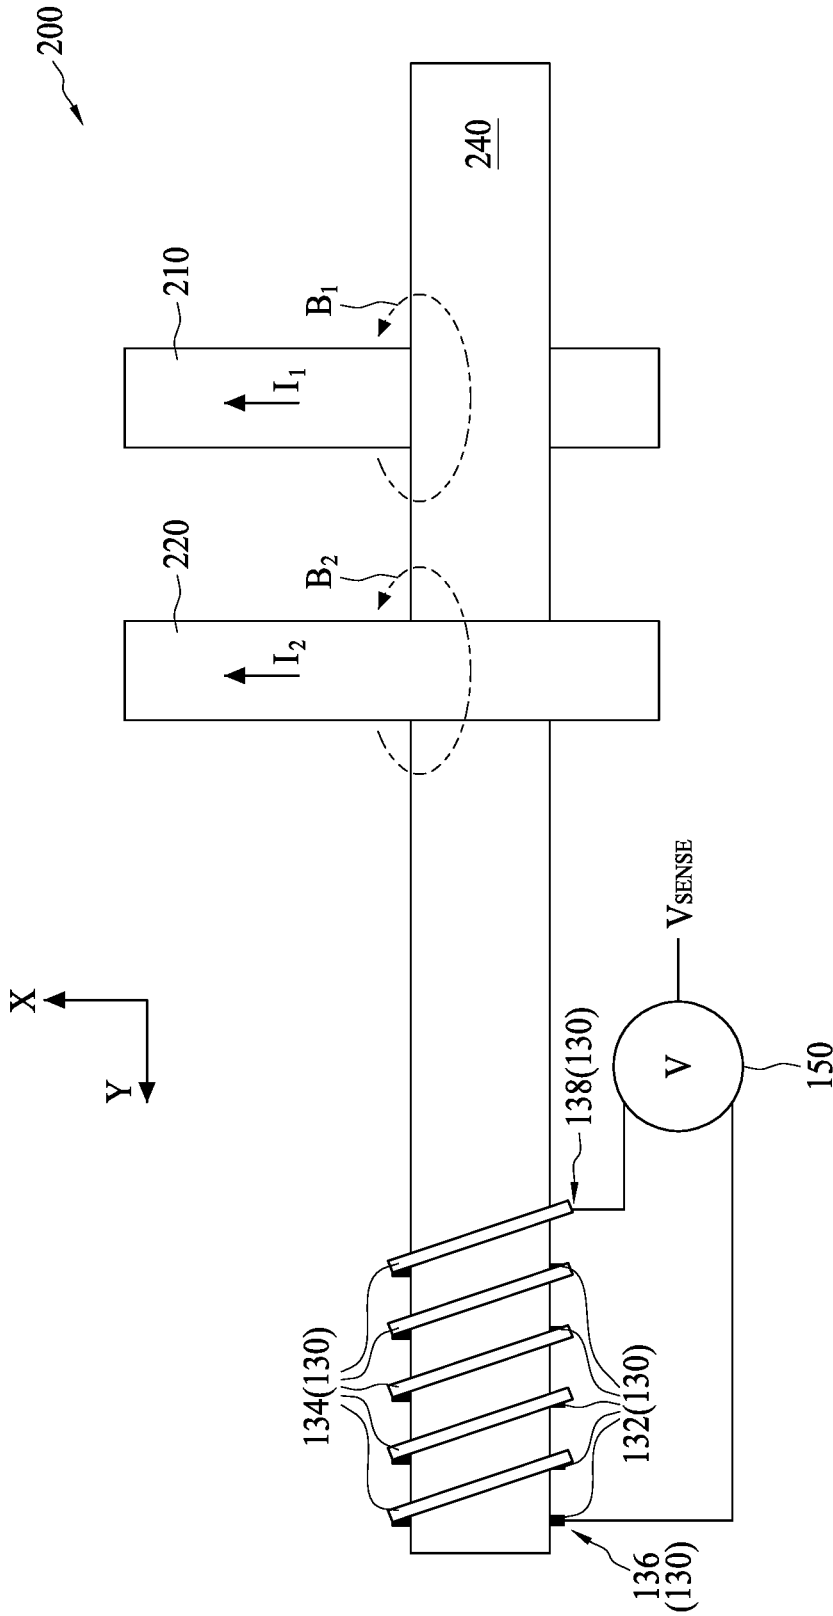 200
210
220
240
B₁
B₂
I₁
I₂
X
Y
134(130)
132(130)
136
(130)
138(130)
V
VSENSE
150